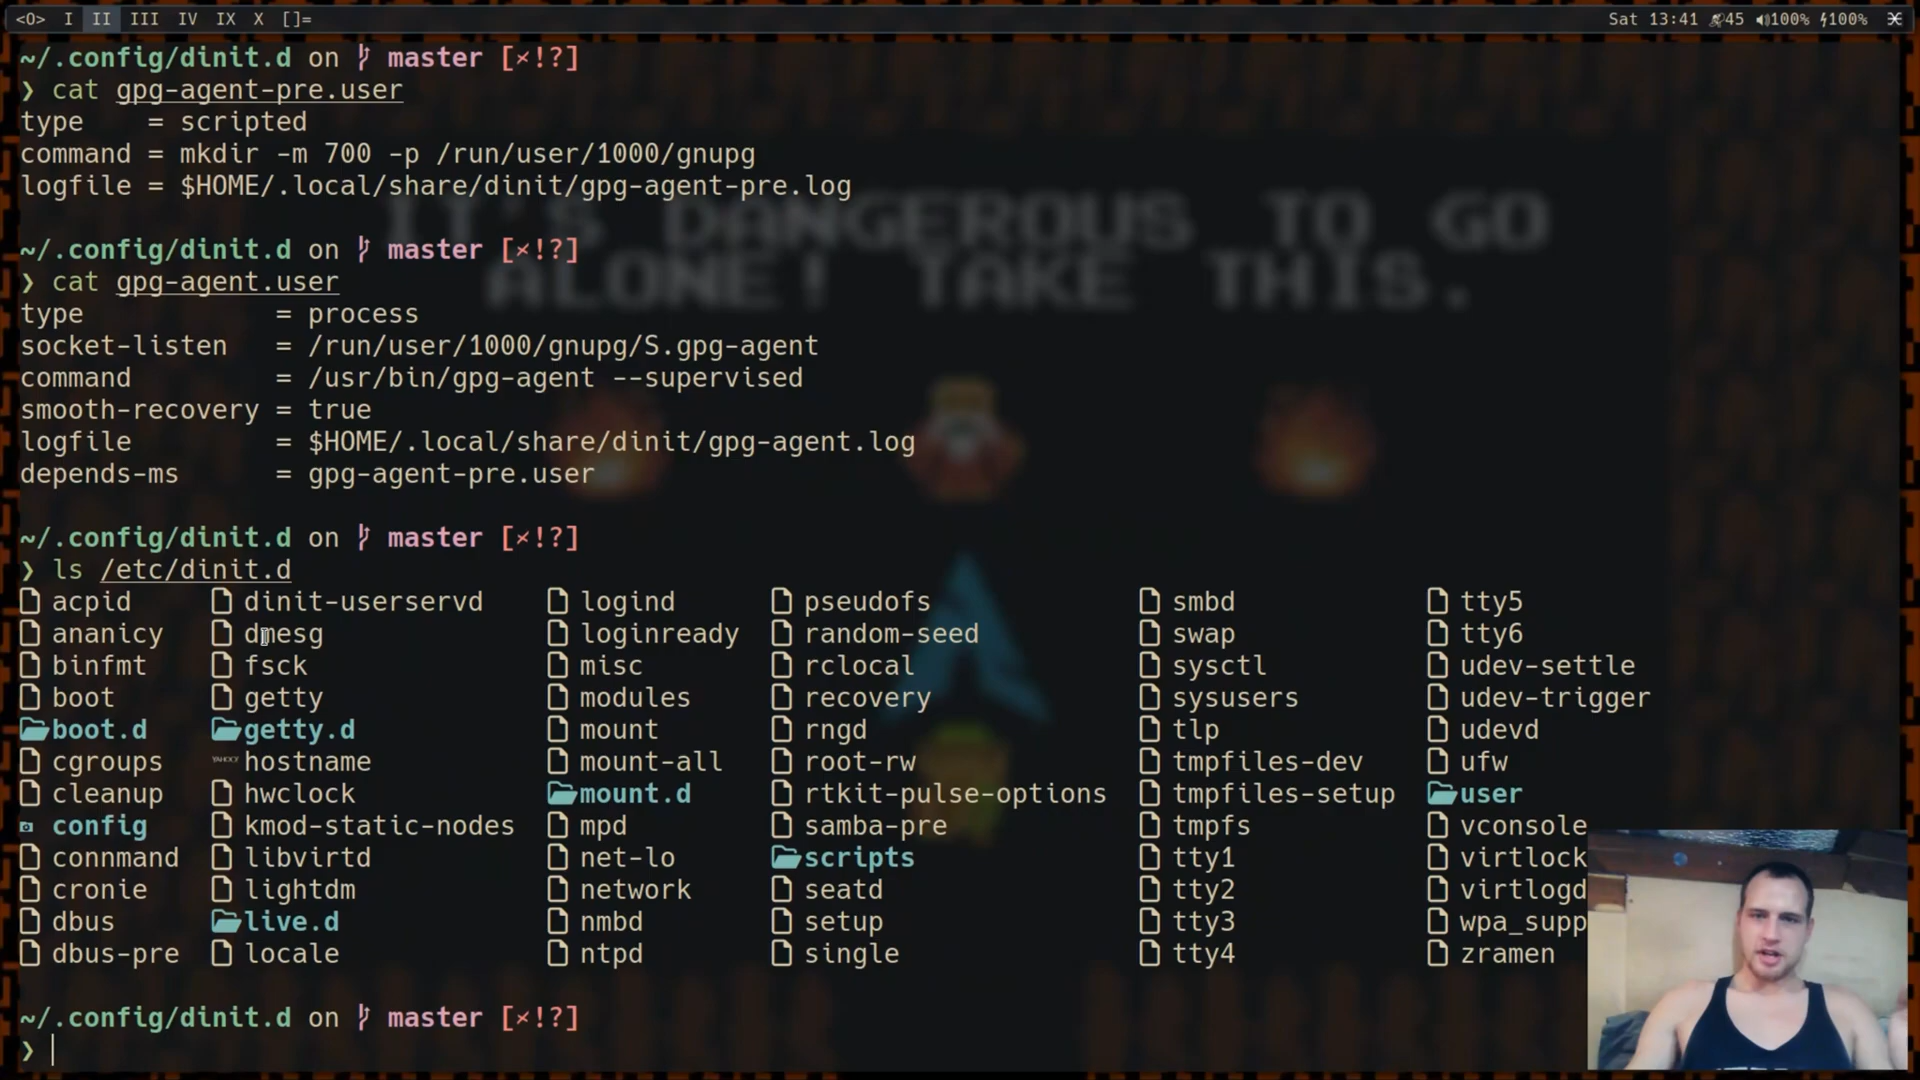 <O> I II III IV IX X []= Sat 13:41 45 100% 100%
~/.config/dinit.d on master [×!?]
❯ cat gpg-agent-pre.user
type = scripted
command = mkdir -m 700 -p /run/user/1000/gnupg
logfile = $HOME/.local/share/dinit/gpg-agent-pre.log
IT'S DANGEROUS TO GO
ALONE! TAKE THIS.
~/.config/dinit.d on master [×!?]
❯ cat gpg-agent.user
type = process
socket-listen = /run/user/1000/gnupg/S.gpg-agent
command = /usr/bin/gpg-agent --supervised
smooth-recovery = true
logfile = $HOME/.local/share/dinit/gpg-agent.log
depends-ms = gpg-agent-pre.user
~/.config/dinit.d on master [×!?]
❯ ls /etc/dinit.d
acpid dinit-userservd logind pseudofs smbd tty5
ananicy dmesg loginready random-seed swap tty6
binfmt fsck misc rclocal sysctl udev-settle
boot getty modules recovery sysusers udev-trigger
boot.d getty.d mount rngd tlp udevd
cgroups hostname mount-all root-rw tmpfiles-dev ufw
cleanup hwclock mount.d rtkit-pulse-options tmpfiles-setup user
config kmod-static-nodes mpd samba-pre tmpfs vconsole
connmand libvirtd net-lo scripts tty1 virtlock
cronie lightdm network seatd tty2 virtlogd
dbus live.d nmbd setup tty3 wpa_supp
dbus-pre locale ntpd single tty4 zramen
~/.config/dinit.d on master [×!?]
❯